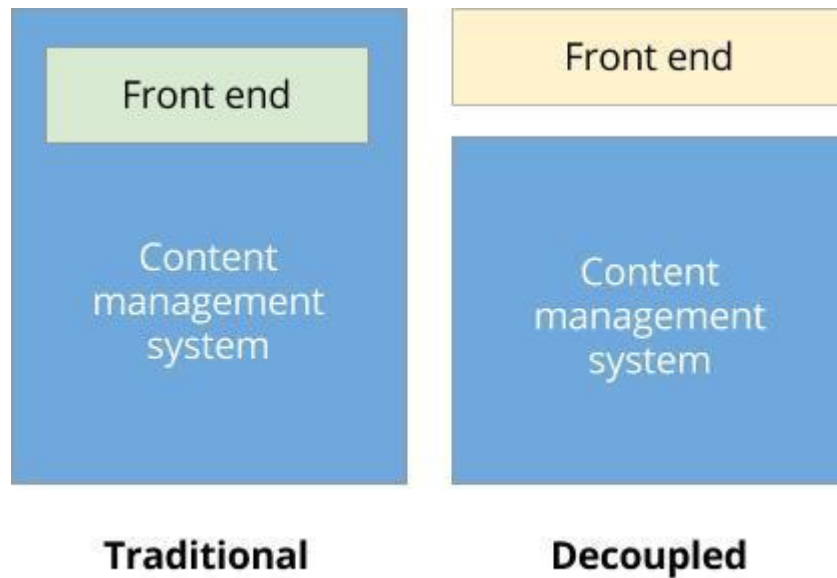 Front end
Content
management
system
Traditional
Front end
Content
management
system
Decoupled